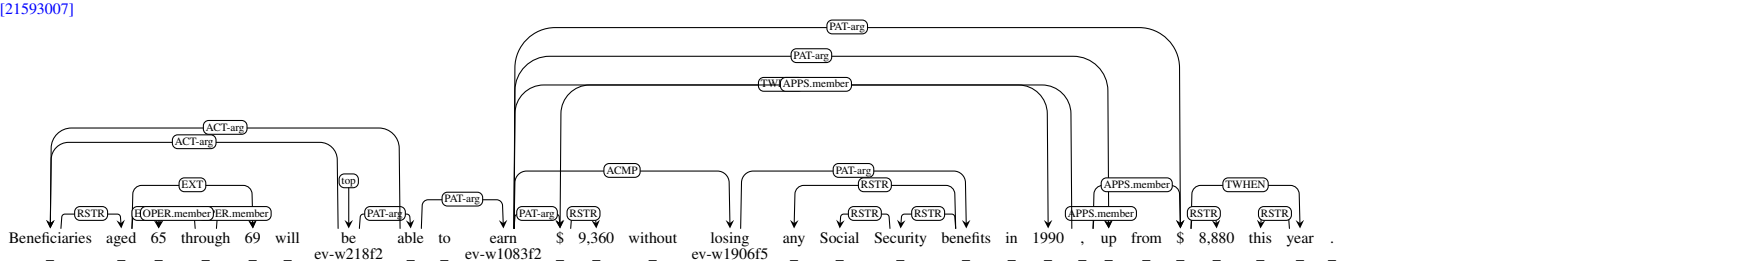 [21593007]
PAT-arg
PAT-arg
APPS.member
ACT-arg
ACT-arg
ACMP PAT-arg
top EXT RSTR APPS.member TWHEN
PAT-arg
RSTR OPER.member ER.member PAT-arg PAT-arg RSTR RSTR RSTR APPS.member RSTR RSTR
Beneficiaries aged 65 through 69 will be able to earn $ 9,360 without losing any Social Security benefits in 1990 , up from $ 8,880 this year .
_ _ _ _ _ _ ev-w218f2 _ _ ev-w1083f2 _ _ _ ev-w1906f5 _ _ _ _ _ _ _ _ _ _ _ _ _ _